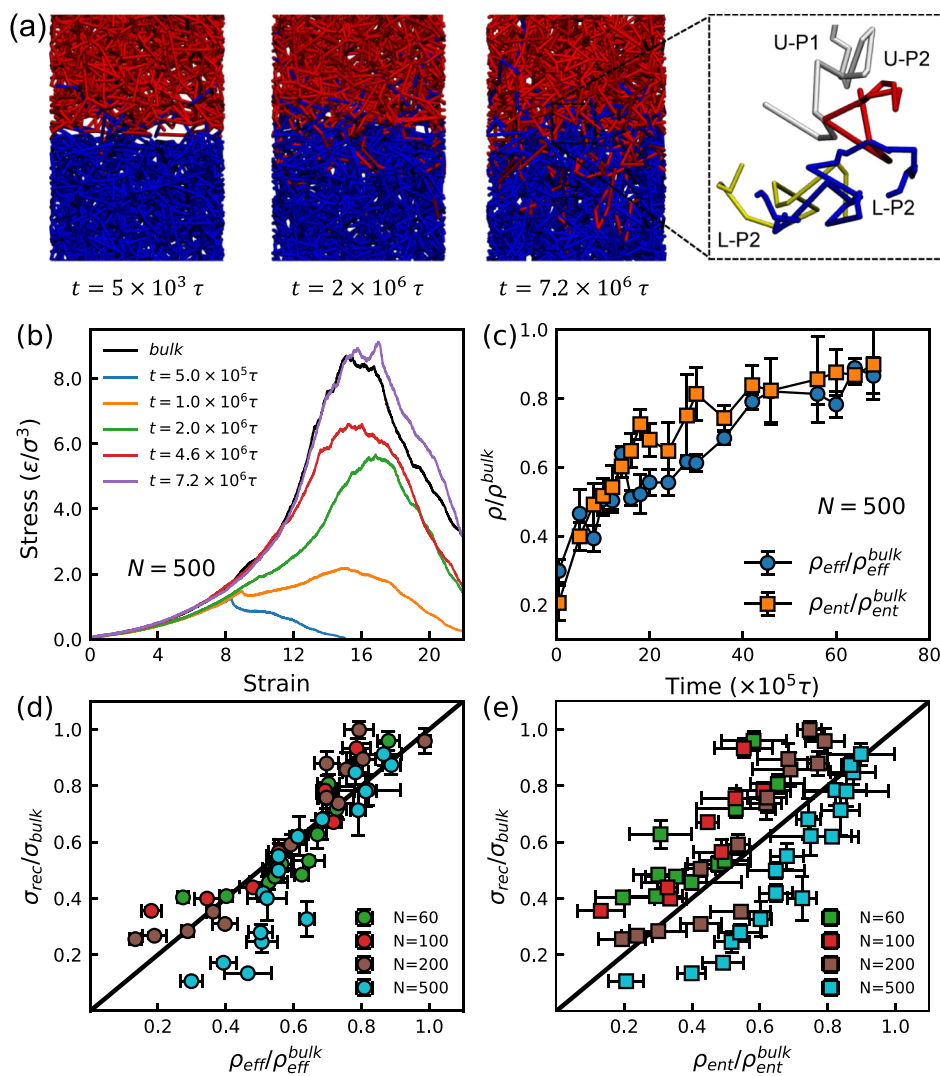 (a)
U-P1
U-P2
L-P2
L-P2
t = 5 × 10³ τ
t = 2 × 10⁶ τ
t = 7.2 × 10⁶ τ
(b)
Stress (ε/σ³)
8.0
6.0
4.0
2.0
0.0
bulk
t = 5.0 × 10⁵τ
t = 1.0 × 10⁶τ
t = 2.0 × 10⁶τ
t = 4.6 × 10⁶τ
t = 7.2 × 10⁶τ
N = 500
0 4 8 12 16 20
Strain
(c)
ρ/ρ^bulk
1.0
0.8
0.6
0.4
0.2
N = 500
ρ_eff/ρ_eff^bulk
ρ_ent/ρ_ent^bulk
0 20 40 60 80
Time (×10⁵τ)
(d)
σ_rec/σ_bulk
1.0
0.8
0.6
0.4
0.2
0.0
N=60
N=100
N=200
N=500
0.2 0.4 0.6 0.8 1.0
ρ_eff/ρ_eff^bulk
(e)
σ_rec/σ_bulk
1.0
0.8
0.6
0.4
0.2
0.0
N=60
N=100
N=200
N=500
0.2 0.4 0.6 0.8 1.0
ρ_ent/ρ_ent^bulk